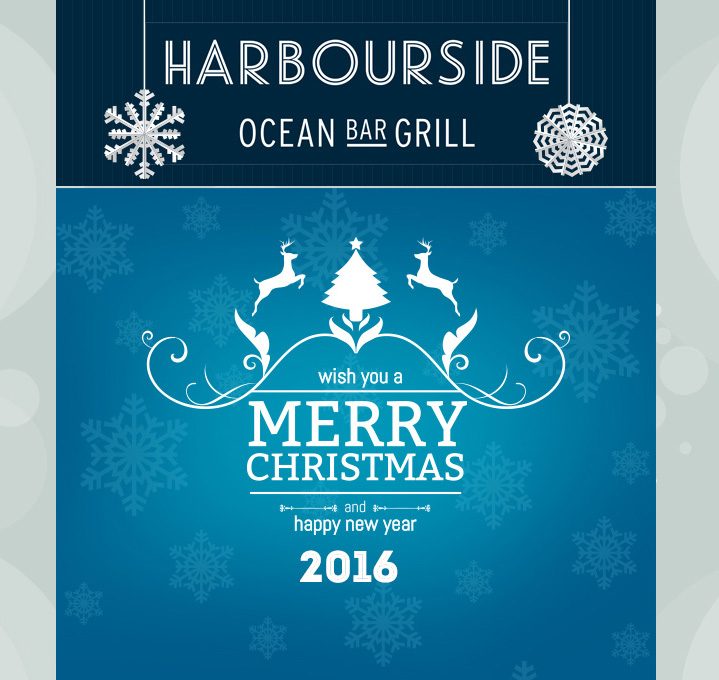 HARBOURSIDE
OCEAN BAR GRILL
wish you a
MERRY
CHRISTMAS
and
happy new year
2016